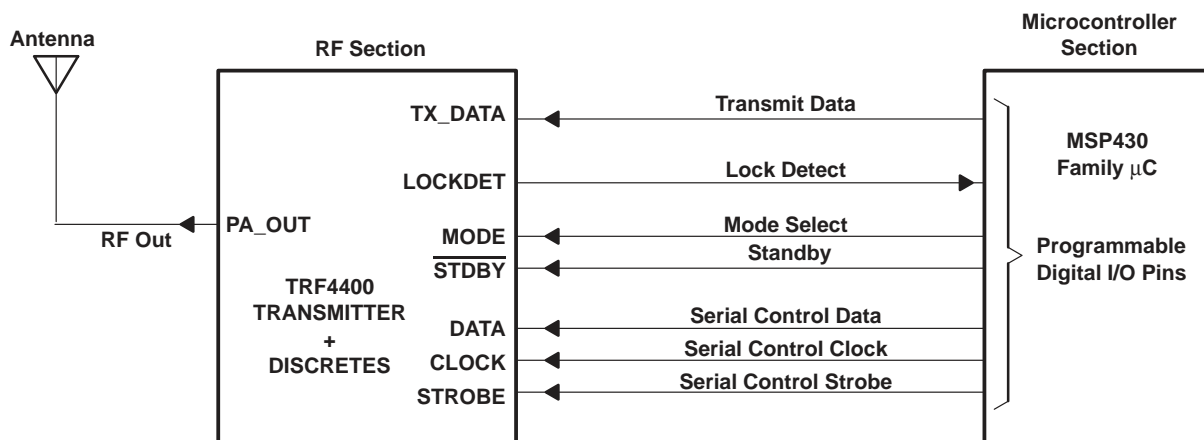 Antenna
RF Section
Microcontroller
Section
TX_DATA
Transmit Data
MSP430
Family μC
LOCKDET
Lock Detect
PA_OUT
RF Out
MODE
Mode Select
STDBY
Standby
Programmable
Digital I/O Pins
TRF4400
TRANSMITTER
+
DISCRETES
DATA
Serial Control Data
CLOCK
Serial Control Clock
STROBE
Serial Control Strobe